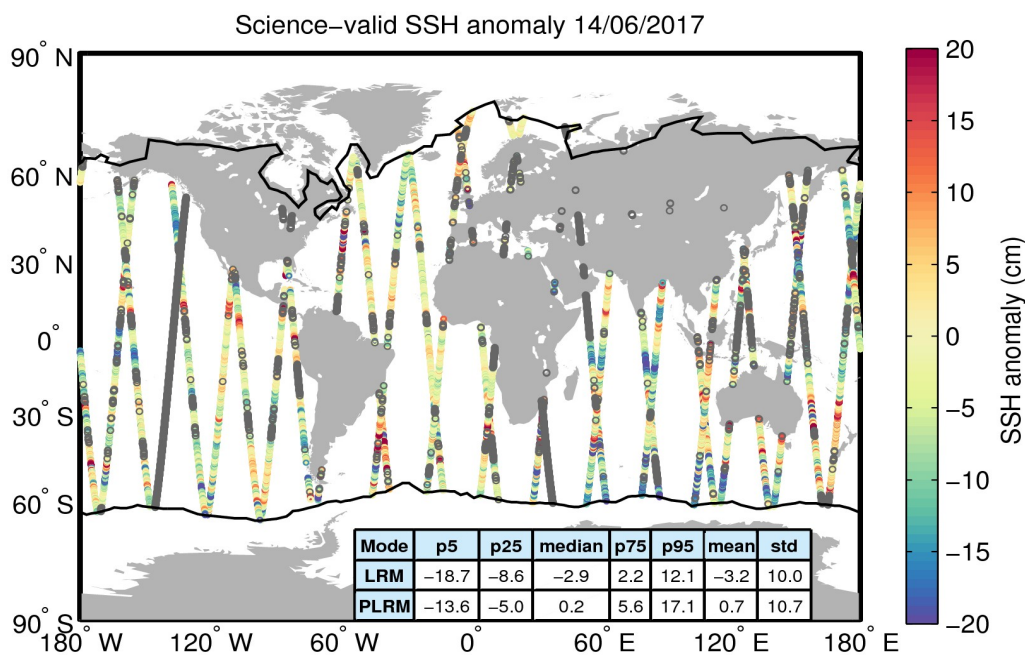 Science−valid SSH anomaly 14/06/2017
90° N
60° N
30° N
0°
30° S
60° S
90° S
180° W
120° W
60° W
0°
60° E
120° E
180° E
20
15
10
5
0
−5
−10
−15
−20
SSH anomaly (cm)
Mode p5 p25 median p75 p95 mean std
LRM −18.7 −8.6 −2.9 2.2 12.1 −3.2 10.0
PLRM −13.6 −5.0 0.2 5.6 17.1 0.7 10.7